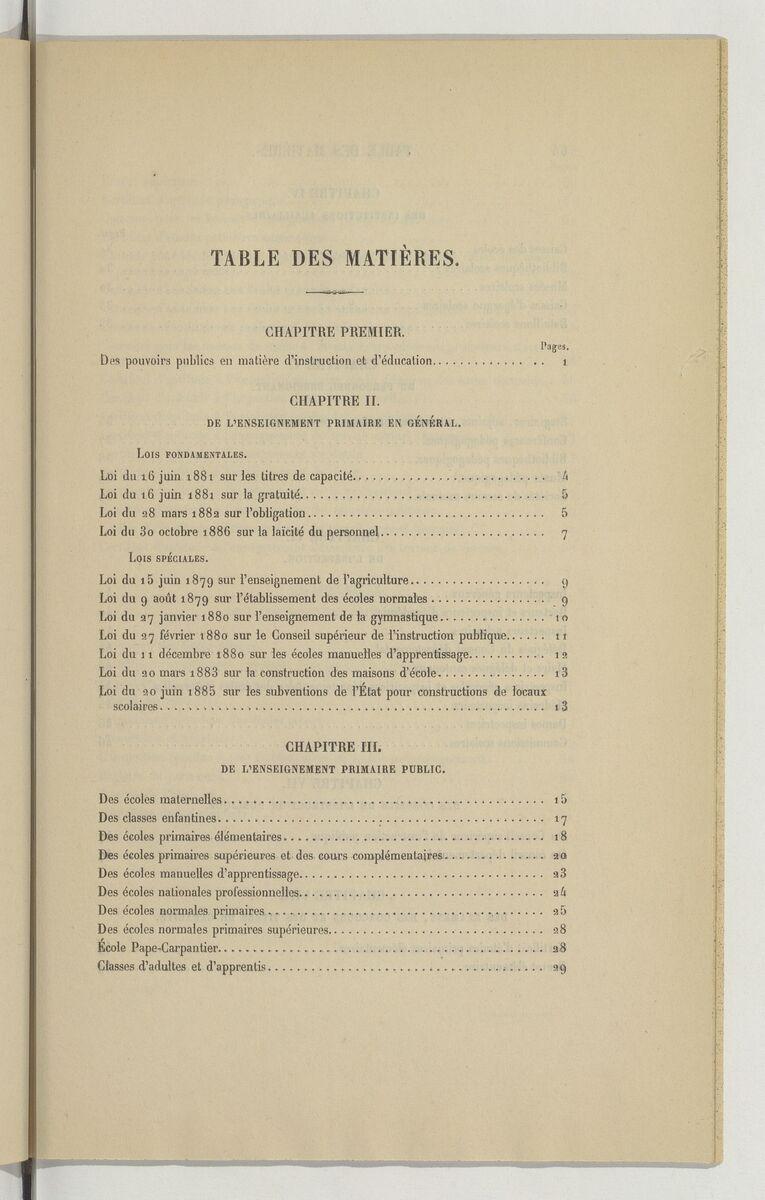 TABLE DES MATIÈRES.
CHAPITRE PREMIER.
Pages.
Des pouvoirs publics en matière d'instruction et d'éducation. . . . . . . . . . . . . . . 1
CHAPITRE II.
DE L'ENSEIGNEMENT PRIMAIRE EN GÉNÉRAL.
LOIS FONDAMENTALES.
Loi du 16 juin 1881 sur les titres de capacité. . . . . . . . . . . . . . . . . . . . . . . . . . 4
Loi du 16 juin 1881 sur la gratuité. . . . . . . . . . . . . . . . . . . . . . . . . . . . . . . 5
Loi du 28 mars 1882 sur l'obligation . . . . . . . . . . . . . . . . . . . . . . . . . . . . . . 5
Loi du 30 octobre 1886 sur la laïcité du personnel. . . . . . . . . . . . . . . . . . . . . . . 7
LOIS SPÉCIALES.
Loi du 15 juin 1879 sur l'enseignement de l'agriculture. . . . . . . . . . . . . . . . . . . 9
Loi du 9 août 1879 sur l'établissement des écoles normales . . . . . . . . . . . . . . . . 9
Loi du 27 janvier 1880 sur l'enseignement de la gymnastique. . . . . . . . . . . . . . . 10
Loi du 27 février 1880 sur le Conseil supérieur de l'instruction publique. . . . . . 11
Loi du 11 décembre 1880 sur les écoles manuelles d'apprentissage. . . . . . . . . . . 12
Loi du 20 mars 1883 sur la construction des maisons d'école. . . . . . . . . . . . . . . 13
Loi du 20 juin 1885 sur les subventions de l'État pour constructions de locaux
scolaires. . . . . . . . . . . . . . . . . . . . . . . . . . . . . . . . . . . . . . . . . . . . . . . 13
CHAPITRE III.
DE L'ENSEIGNEMENT PRIMAIRE PUBLIC.
Des écoles maternelles. . . . . . . . . . . . . . . . . . . . . . . . . . . . . . . . . . . . . . . 15
Des classes enfantines. . . . . . . . . . . . . . . . . . . . . . . . . . . . . . . . . . . . . . . 17
Des écoles primaires élémentaires. . . . . . . . . . . . . . . . . . . . . . . . . . . . . . . 18
Des écoles primaires supérieures et des cours complémentaires. . . . . . . . . . . . . . 20
Des écoles manuelles d'apprentissage. . . . . . . . . . . . . . . . . . . . . . . . . . . . . . 23
Des écoles nationales professionnelles. . . . . . . . . . . . . . . . . . . . . . . . . . . . . . 24
Des écoles normales primaires . . . . . . . . . . . . . . . . . . . . . . . . . . . . . . . . . . 25
Des écoles normales primaires supérieures. . . . . . . . . . . . . . . . . . . . . . . . . . 28
École Pape-Carpantier. . . . . . . . . . . . . . . . . . . . . . . . . . . . . . . . . . . . . . . 28
Classes d'adultes et d'apprentis. . . . . . . . . . . . . . . . . . . . . . . . . . . . . . . . . 29